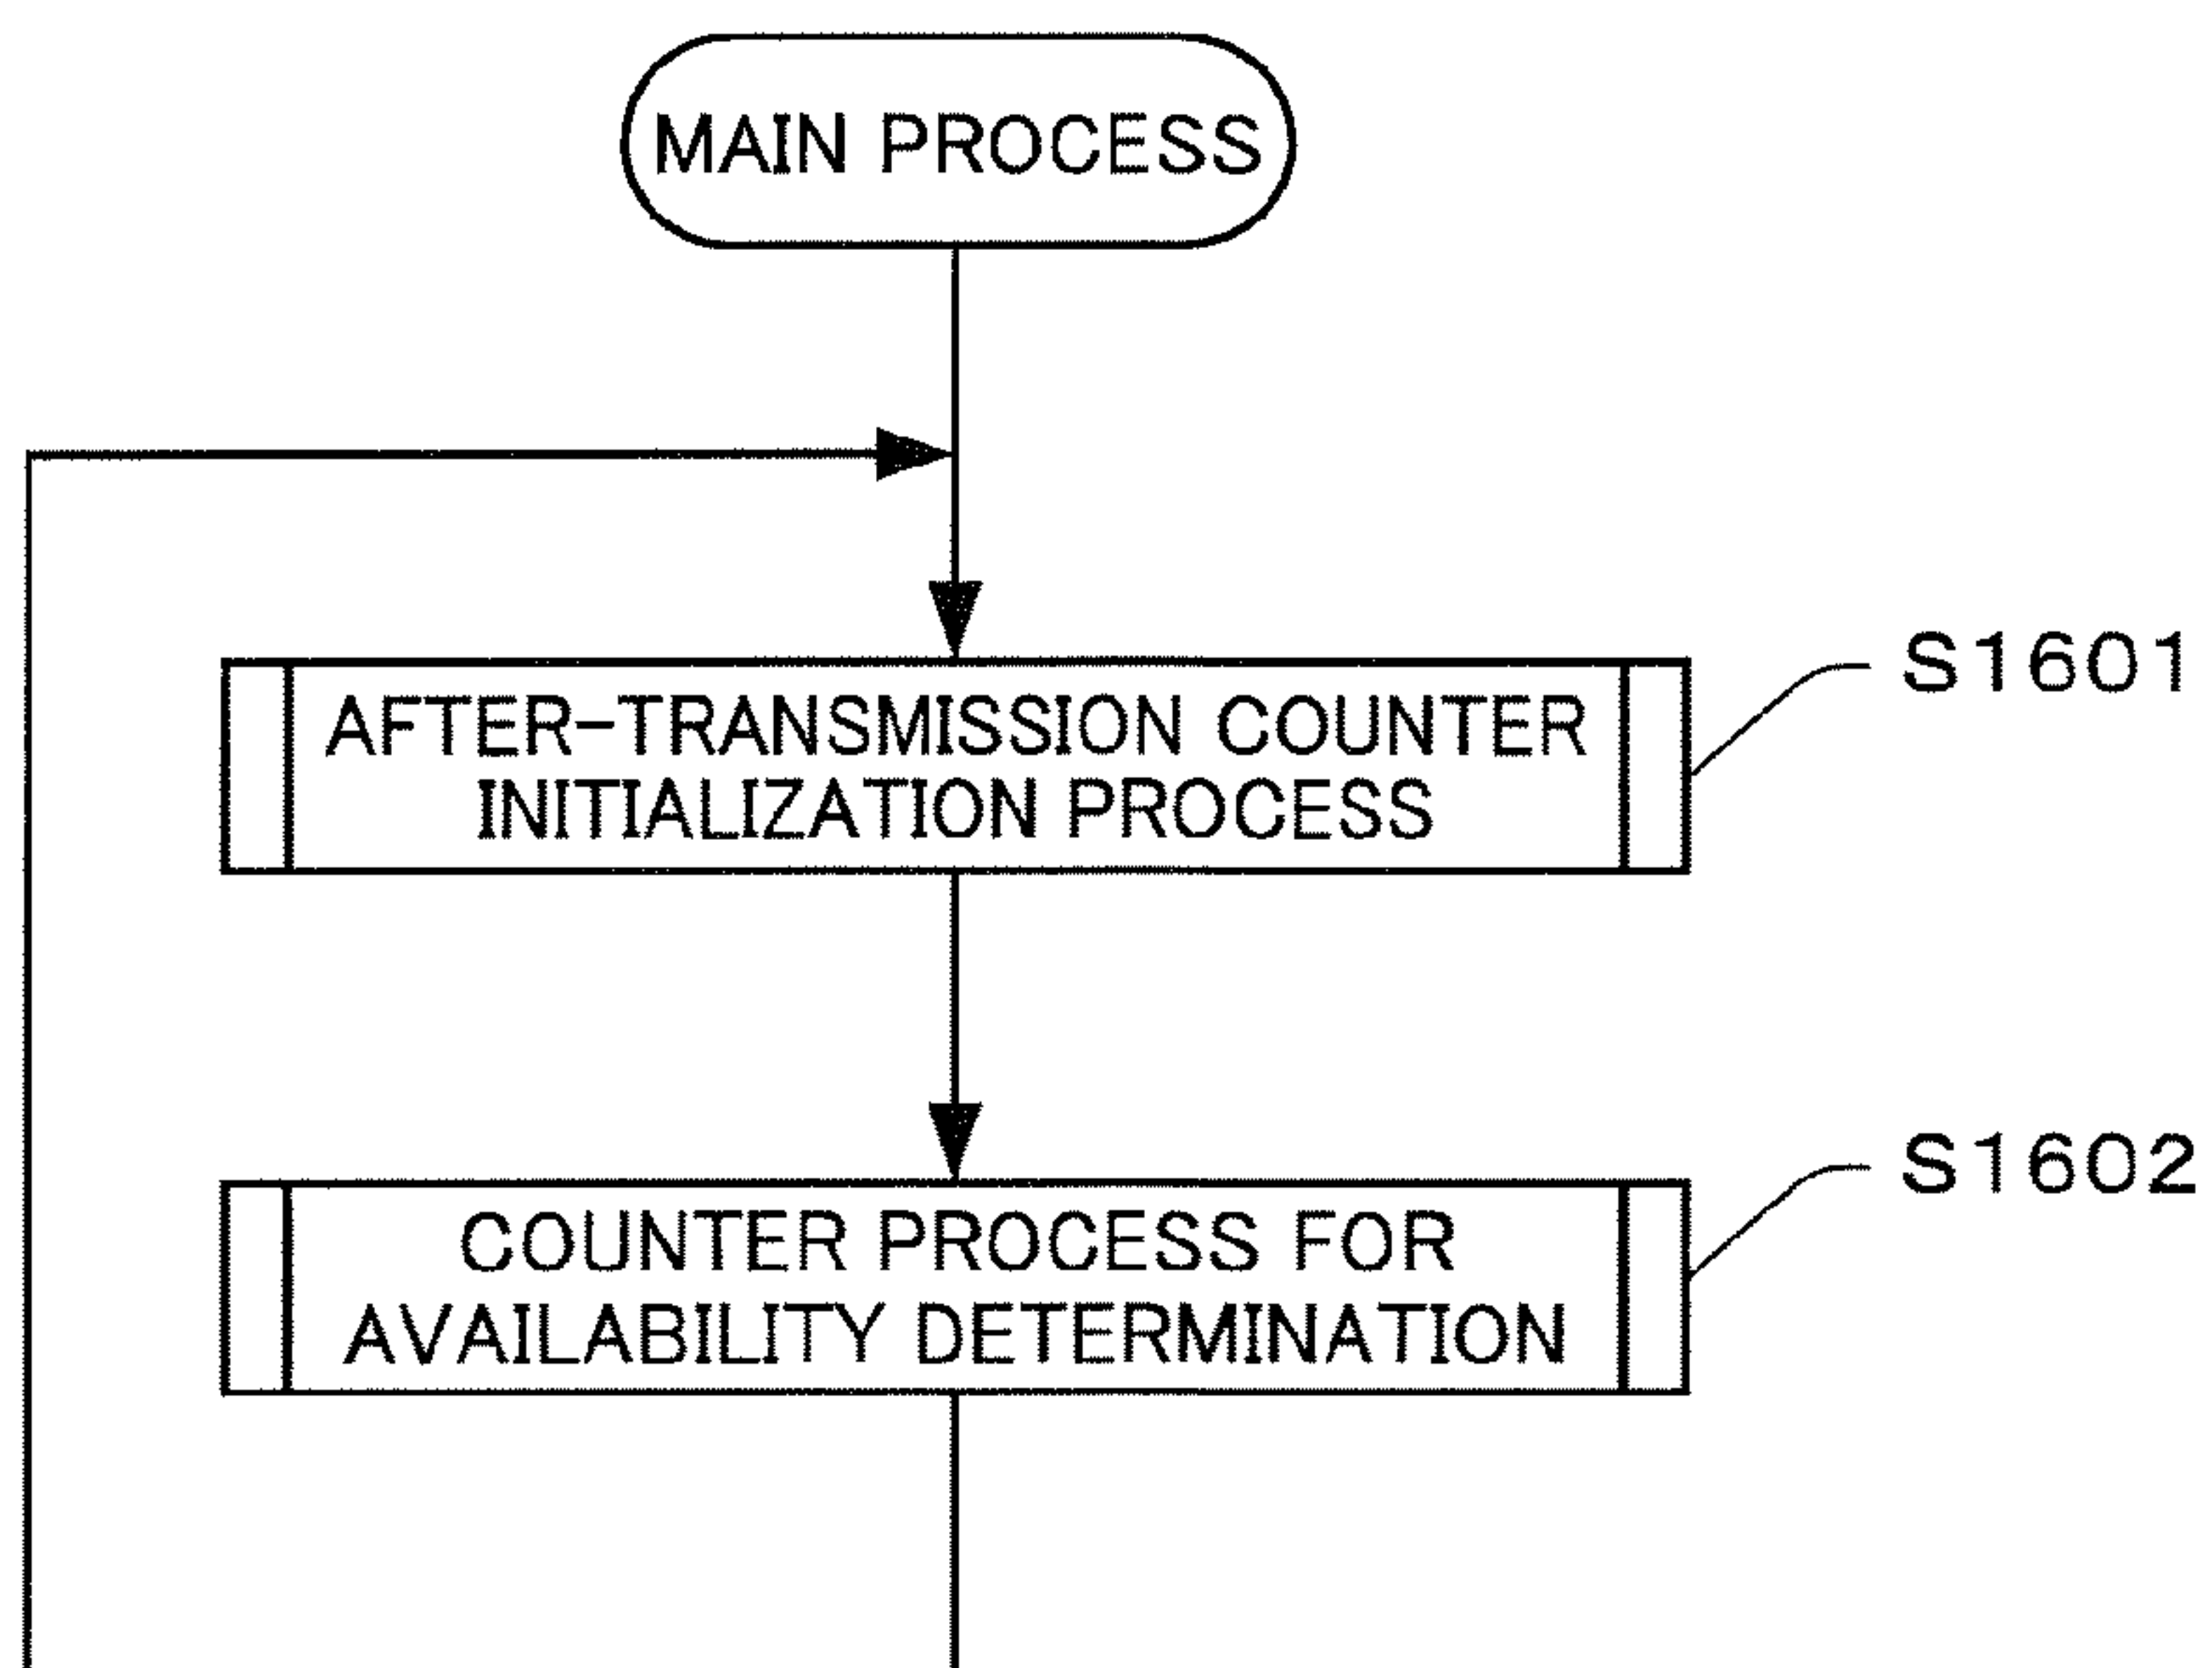 MAIN PROCESS
S1601
AFTER-TRANSMISSION COUNTER
INITIALIZATION PROCESS
S1602
COUNTER PROCESS FOR
AVAILABILITY DETERMINATION